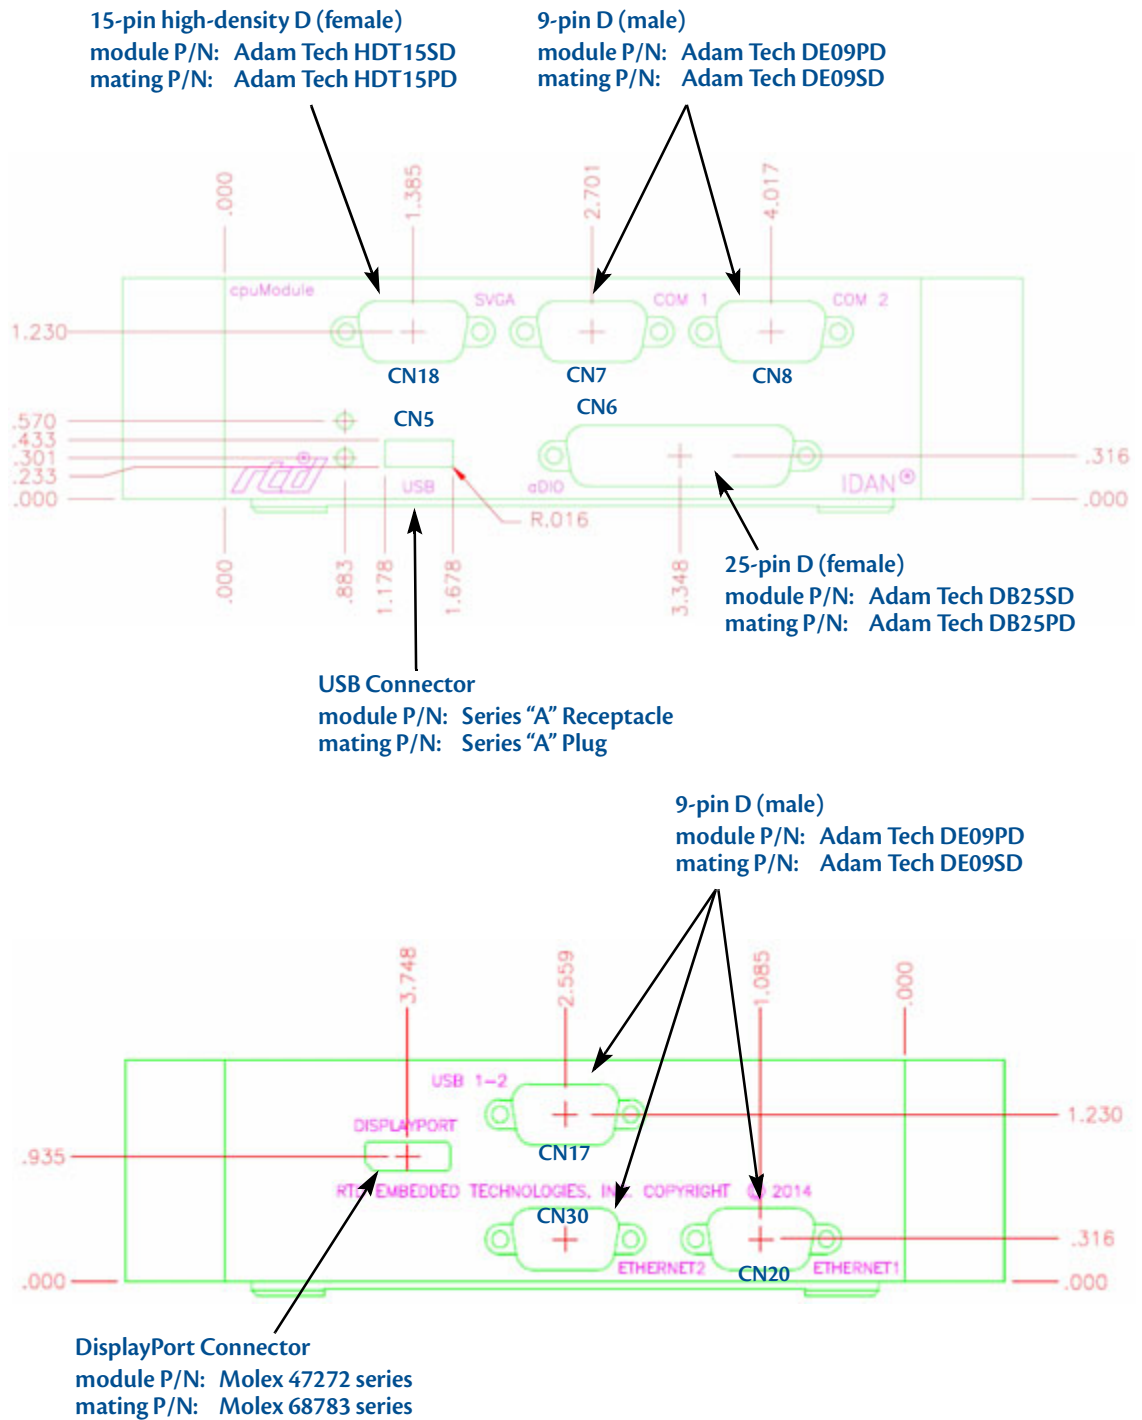 15-pin high-density D (female)
module P/N: Adam Tech HDT15SD
mating P/N: Adam Tech HDT15PD
9-pin D (male)
module P/N: Adam Tech DE09PD
mating P/N: Adam Tech DE09SD
.000
1.385
2.701
4.017
cpuModule
SVGA
COM 1
COM 2
1.230
CN18
CN7
CN8
CN5
CN6
.570
.433
.301
.233
.000
rtd®
USB
aDIO
IDAN®
.316
.000
R.016
.000
.883
1.178
1.678
3.348
25-pin D (female)
module P/N: Adam Tech DB25SD
mating P/N: Adam Tech DB25PD
USB Connector
module P/N: Series “A” Receptacle
mating P/N: Series “A” Plug
9-pin D (male)
module P/N: Adam Tech DE09PD
mating P/N: Adam Tech DE09SD
3.748
2.559
1.085
.000
USB 1-2
1.230
DISPLAYPORT
CN17
.935
RTD EMBEDDED TECHNOLOGIES, INC. COPYRIGHT © 2014
CN30
.316
ETHERNET2
CN20
ETHERNET1
.000
.000
DisplayPort Connector
module P/N: Molex 47272 series
mating P/N: Molex 68783 series